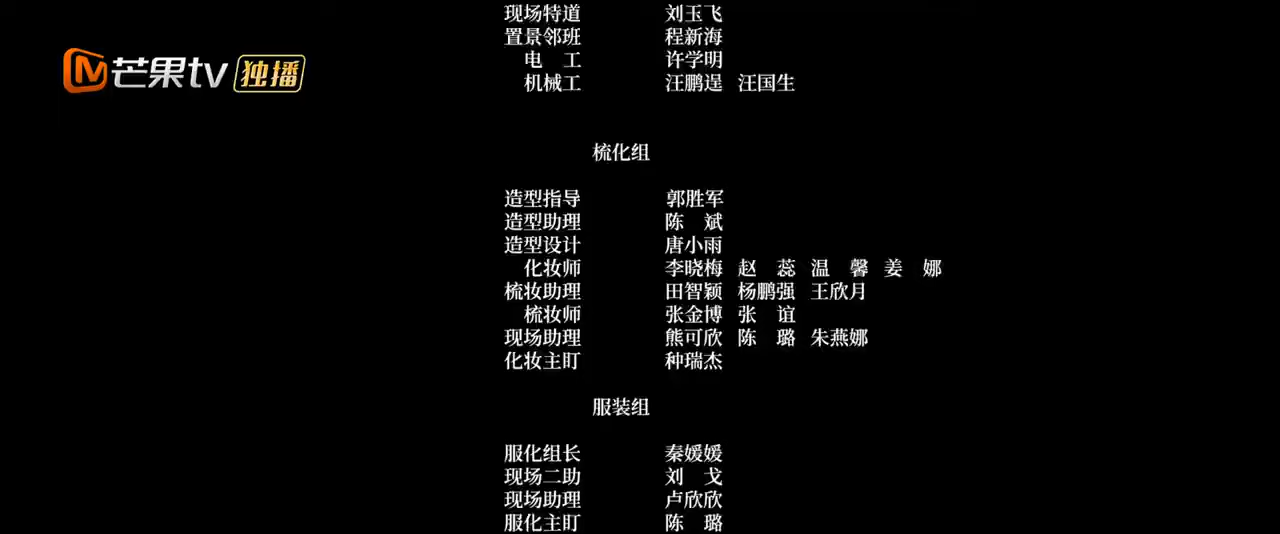 现场特道 刘玉飞
芒果tv 独播
置景邻班 程新海
电 工 许学明
机械工 汪鹏逞 汪国生
梳化组
造型指导 郭胜军
造型助理 陈 斌
造型设计 唐小雨
化妆师 李晓梅 赵 蕊 温 馨 姜 娜
梳妆助理 田智颖 杨鹏强 王欣月
梳妆师 张金博 张 谊
现场助理 熊可欣 陈 璐 朱燕娜
化妆主盯 种瑞杰
服装组
服化组长 秦媛媛
现场二助 刘 戈
现场助理 卢欣欣
服化主盯 陈 璐